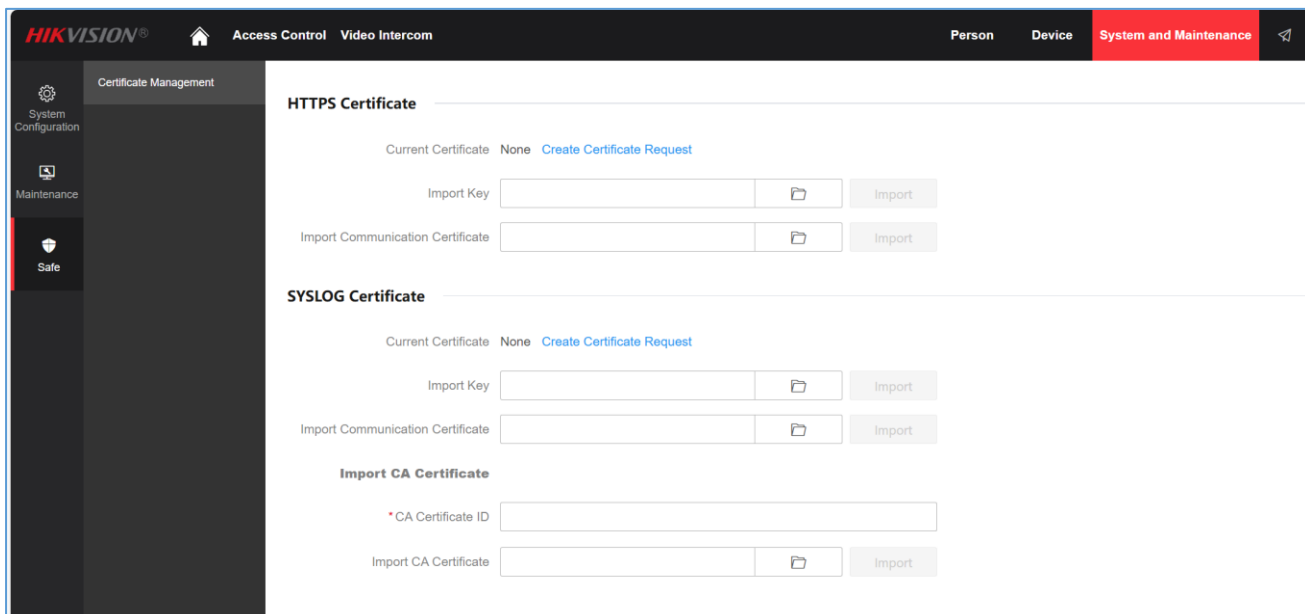 HIKVISION® Access Control Video Intercom Person Device System and Maintenance
System
Configuration
Maintenance
Safe
Certificate Management
HTTPS Certificate
Current Certificate None Create Certificate Request
Import Key Import
Import Communication Certificate Import
SYSLOG Certificate
Current Certificate None Create Certificate Request
Import Key Import
Import Communication Certificate Import
Import CA Certificate
*CA Certificate ID
Import CA Certificate Import